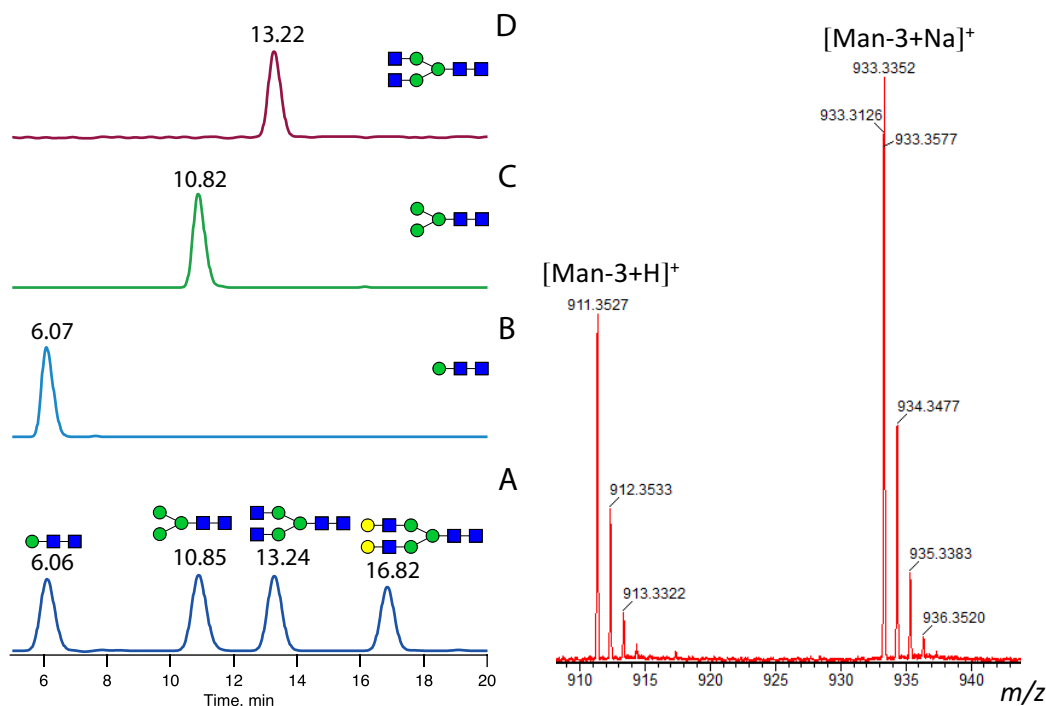 D
13.22
C
10.82
B
6.07
A
6.06
10.85
13.24
16.82
6 8 10 12 14 16 18 20
Time, min
[Man-3+Na]⁺
933.3352
933.3126
933.3577
[Man-3+H]⁺
911.3527
934.3477
912.3533
935.3383
913.3322
936.3520
910 915 920 925 930 935 940
m/z